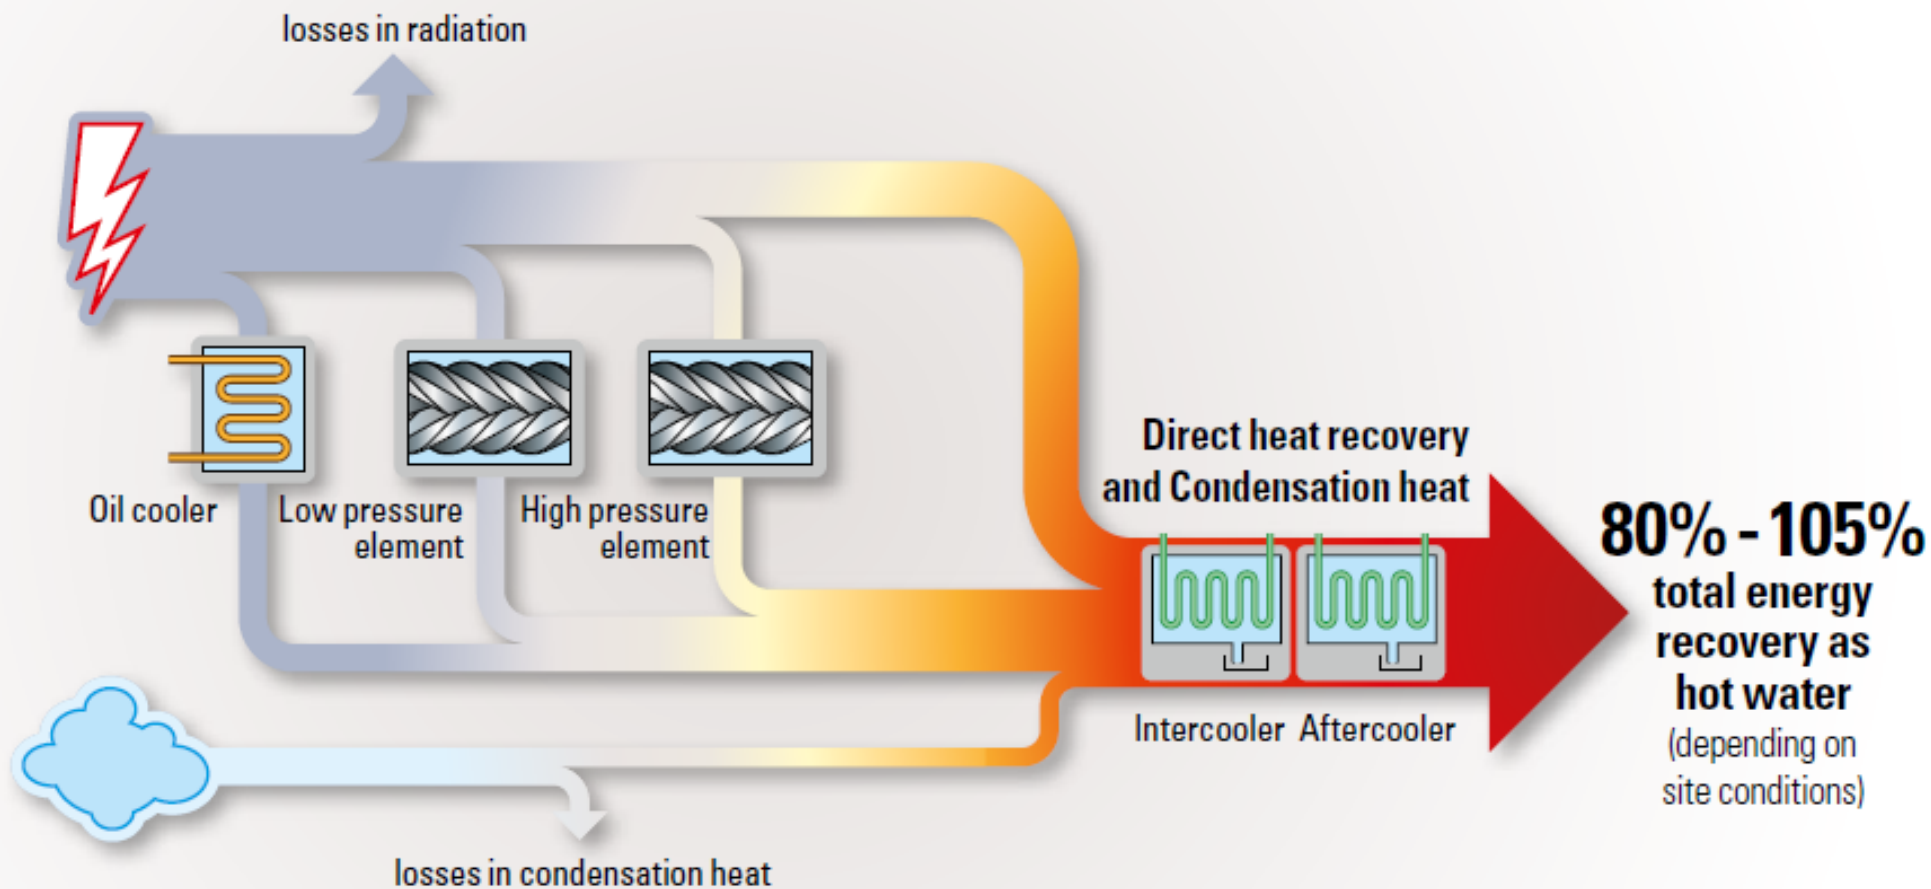 losses in radiation
Oil cooler
Low pressure
element
High pressure
element
Direct heat recovery
and Condensation heat
Intercooler
Aftercooler
80% - 105%
total energy
recovery as
hot water
(depending on
site conditions)
losses in condensation heat